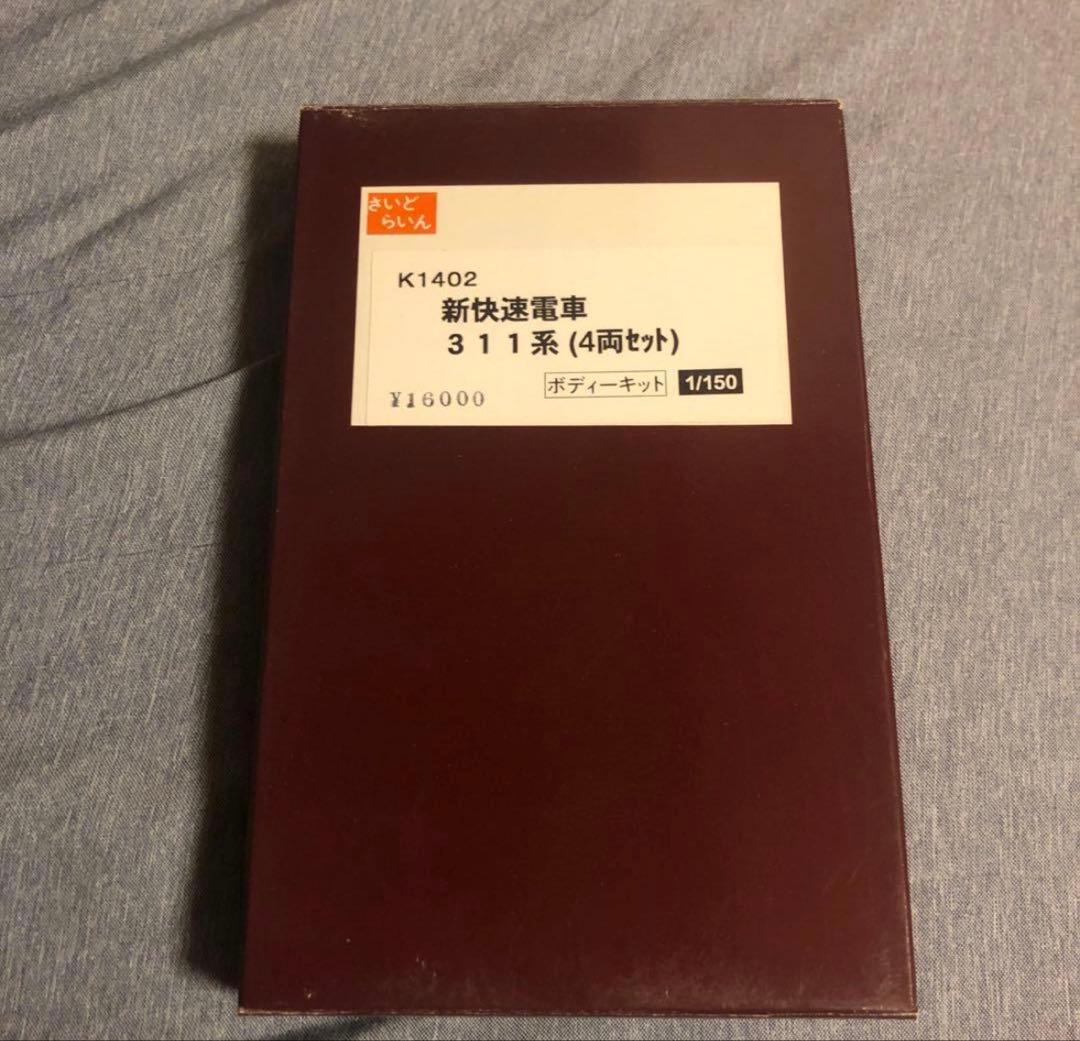 さいど
らいん
K1402
新快速電車
３１１系 (4両ｾｯﾄ)
ボディーキット 1/150
¥16000